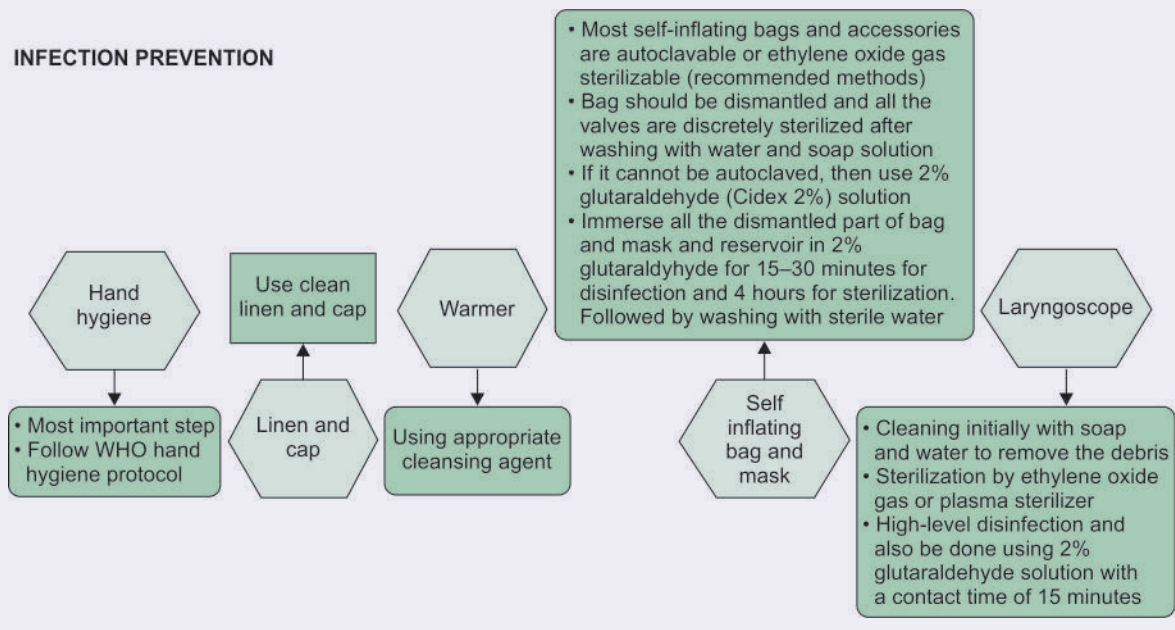 INFECTION PREVENTION
Hand
hygiene
• Most important step
• Follow WHO hand
hygiene protocol
Use clean
linen and cap
Linen and
cap
Warmer
Using appropriate
cleansing agent
• Most self-inflating bags and accessories
are autoclavable or ethylene oxide gas
sterilizable (recommended methods)
• Bag should be dismantled and all the
valves are discretely sterilized after
washing with water and soap solution
• If it cannot be autoclaved, then use 2%
glutaraldehyde (Cidex 2%) solution
• Immerse all the dismantled part of bag
and mask and reservoir in 2%
glutaraldyhyde for 15–30 minutes for
disinfection and 4 hours for sterilization.
Followed by washing with sterile water
Self
inflating
bag and
mask
Laryngoscope
• Cleaning initially with soap
and water to remove the debris
• Sterilization by ethylene oxide
gas or plasma sterilizer
• High-level disinfection and
also be done using 2%
glutaraldehyde solution with
a contact time of 15 minutes